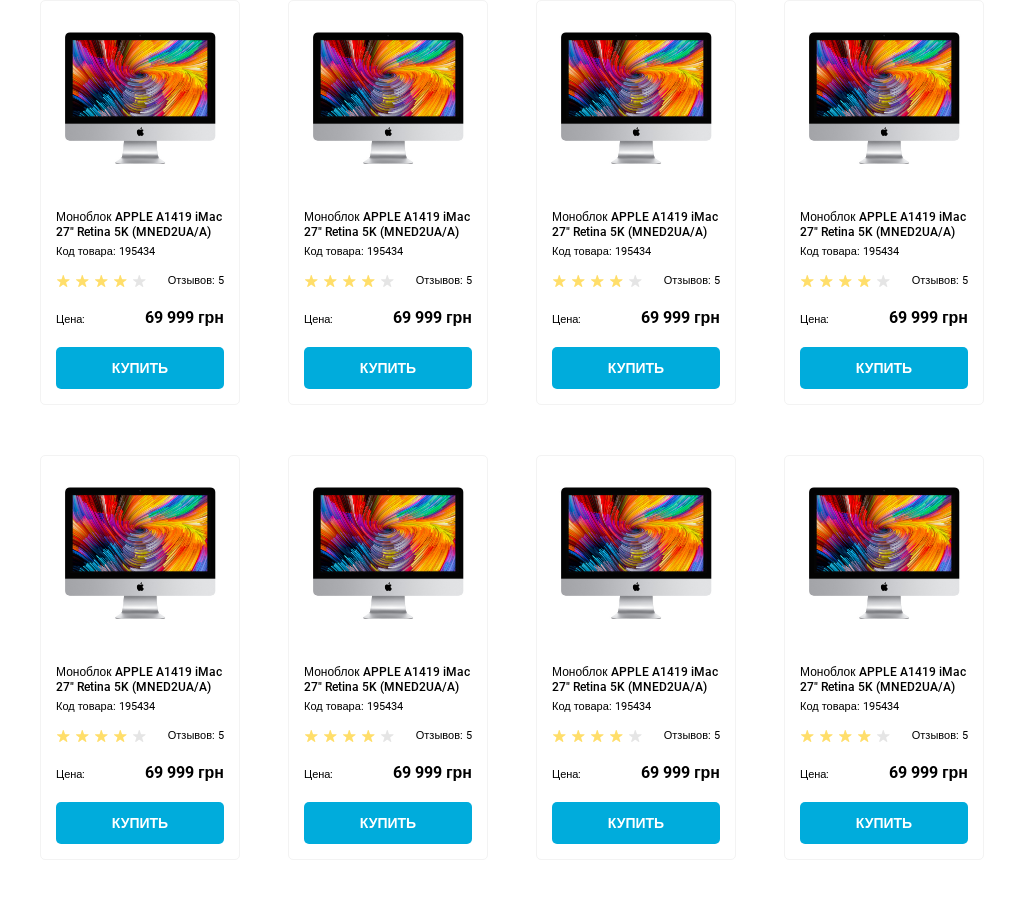 Моноблок APPLE A1419 iMac
27" Retina 5K (MNED2UA/A)
Код товара: 195434
Отзывов: 5
Цена: 69 999 грн
КУПИТЬ
Моноблок APPLE A1419 iMac
27" Retina 5K (MNED2UA/A)
Код товара: 195434
Отзывов: 5
Цена: 69 999 грн
КУПИТЬ
Моноблок APPLE A1419 iMac
27" Retina 5K (MNED2UA/A)
Код товара: 195434
Отзывов: 5
Цена: 69 999 грн
КУПИТЬ
Моноблок APPLE A1419 iMac
27" Retina 5K (MNED2UA/A)
Код товара: 195434
Отзывов: 5
Цена: 69 999 грн
КУПИТЬ
Моноблок APPLE A1419 iMac
27" Retina 5K (MNED2UA/A)
Код товара: 195434
Отзывов: 5
Цена: 69 999 грн
КУПИТЬ
Моноблок APPLE A1419 iMac
27" Retina 5K (MNED2UA/A)
Код товара: 195434
Отзывов: 5
Цена: 69 999 грн
КУПИТЬ
Моноблок APPLE A1419 iMac
27" Retina 5K (MNED2UA/A)
Код товара: 195434
Отзывов: 5
Цена: 69 999 грн
КУПИТЬ
Моноблок APPLE A1419 iMac
27" Retina 5K (MNED2UA/A)
Код товара: 195434
Отзывов: 5
Цена: 69 999 грн
КУПИТЬ